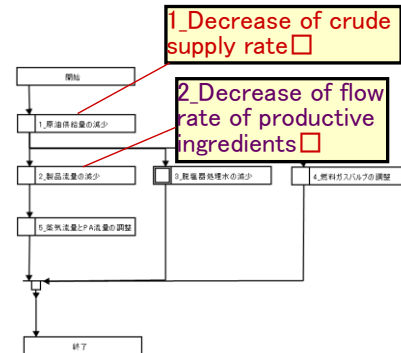 1_Decrease of crude
supply rate□
開始
2_Decrease of flow
rate of productive
ingredients□
1_原油供給量の減少
2_製品流量の減少
3_脱塩器処理水の減少
4_燃料ガスバルブの調整
5_蒸気流量とPA流量の調整
終了